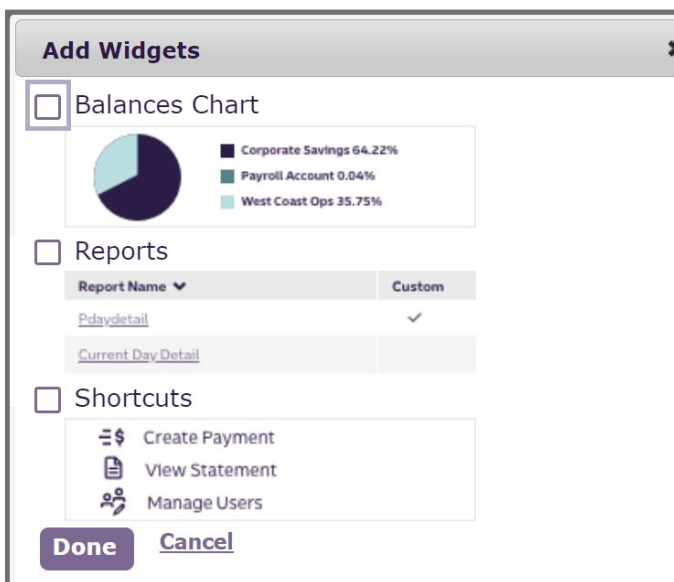 Add Widgets
Balances Chart
Corporate Savings 64.22%
Payroll Account 0.04%
West Coast Ops 35.75%
Reports
Report Name Custom
Pdaydetail
Current Day Detail
Shortcuts
Create Payment
View Statement
Manage Users
Done Cancel